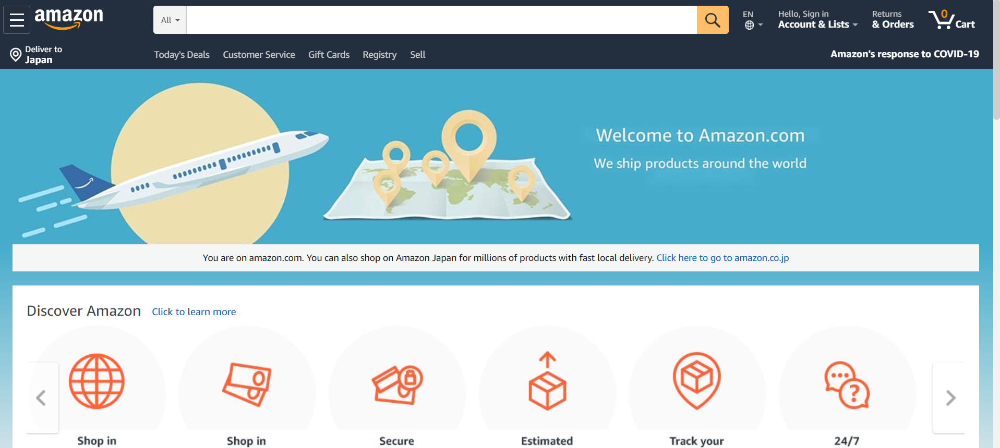 amazon
All
EN
Hello, Sign in
Account & Lists
Returns
& Orders
0
Cart
Deliver to
Japan
Today's Deals
Customer Service
Gift Cards
Registry
Sell
Amazon's response to COVID-19
Welcome to Amazon.com
We ship products around the world
You are on amazon.com. You can also shop on Amazon Japan for millions of products with fast local delivery. Click here to go to amazon.co.jp
Discover Amazon Click to learn more
Shop in
Shop in
Secure
Estimated
Track your
24/7